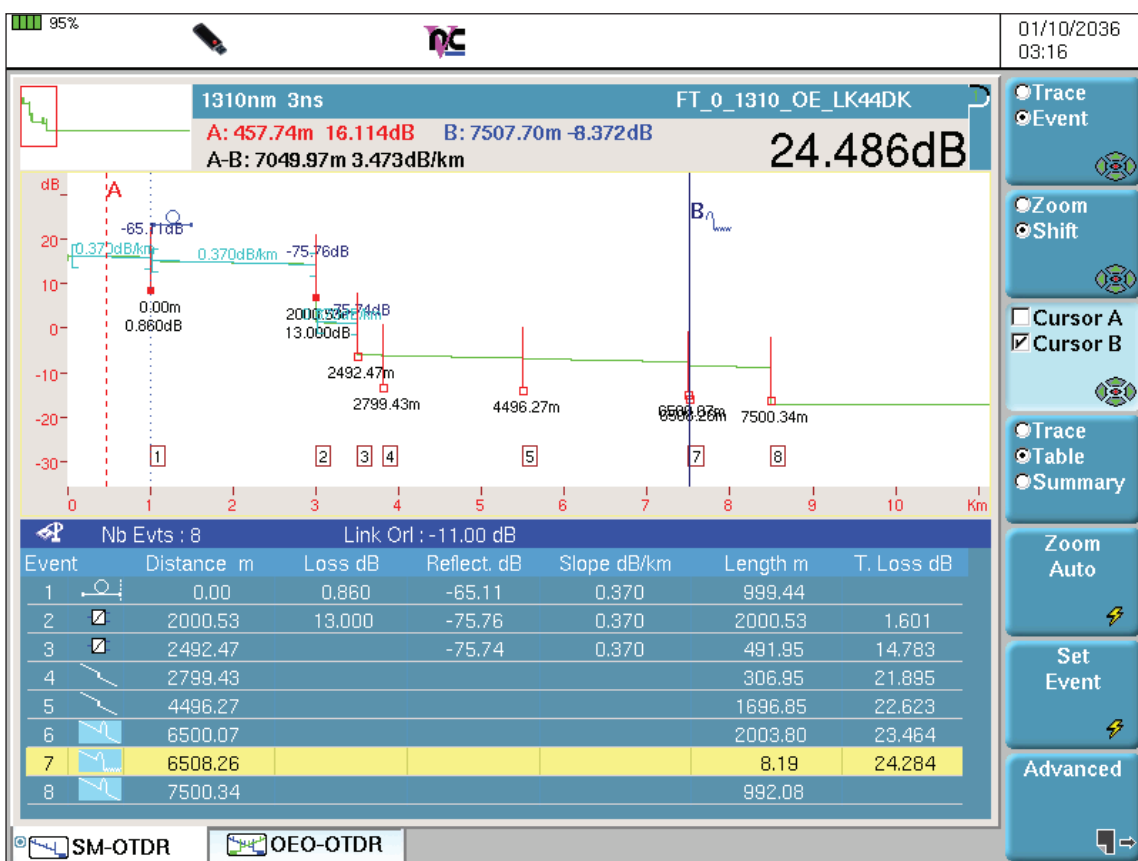 95%
VNC
01/10/2036
03:16
1310nm 3ns FT_0_1310_OE_LK44DK
A: 457.74m 16.114dB B: 7507.70m -8.372dB
A-B: 7049.97m 3.473dB/km
24.486dB
dB
20
10
0
-10
-20
-30
A
B
0.370dB/km
0.370dB/km
-75.76dB
-75.74dB
0.00m
0.860dB
2000.53m
13.000dB
2492.47m
2799.43m
4496.27m
7500.34m
1 2 3 4 5 7 8
0 1 2 3 4 5 6 7 8 9 10 Km
Nb Evts : 8 Link Orl : -11.00 dB
Event Distance m Loss dB Reflect. dB Slope dB/km Length m T. Loss dB
1 0.00 0.860 -65.11 0.370 999.44
2 2000.53 13.000 -75.76 0.370 2000.53 1.601
3 2492.47 -75.74 0.370 491.95 14.783
4 2799.43 306.95 21.895
5 4496.27 1696.85 22.623
6 6500.07 2003.80 23.464
7 6508.26 8.19 24.284
8 7500.34 992.08
SM-OTDR
OEO-OTDR
Trace
Event
Zoom
Shift
Cursor A
Cursor B
Trace
Table
Summary
Zoom
Auto
Set
Event
Advanced